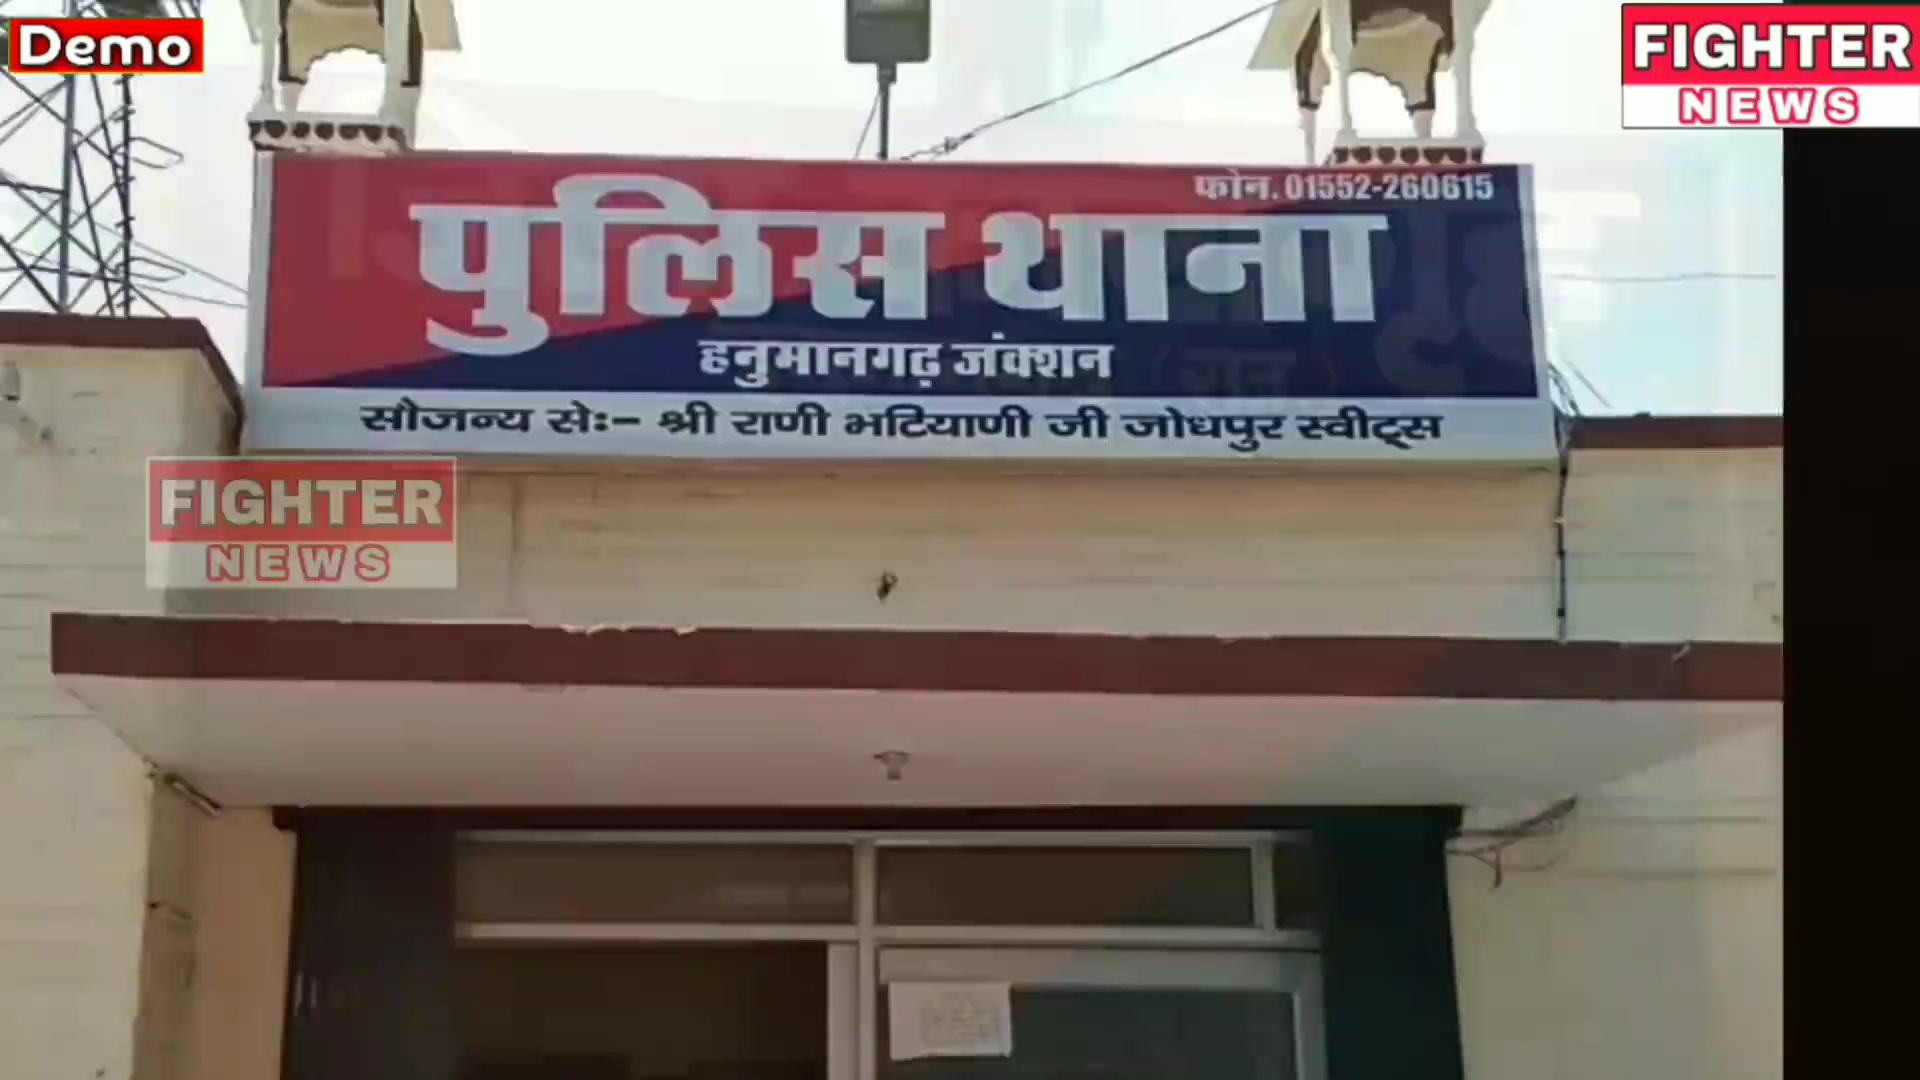 Demo
FIGHTER
NEWS
फोन. 01552-260615
पुलिस थाना
हनुमानगढ़ जंक्शन
सौजन्य से:- श्री राणी भटियाणी जी जोधपुर स्वीट्स
FIGHTER
NEWS